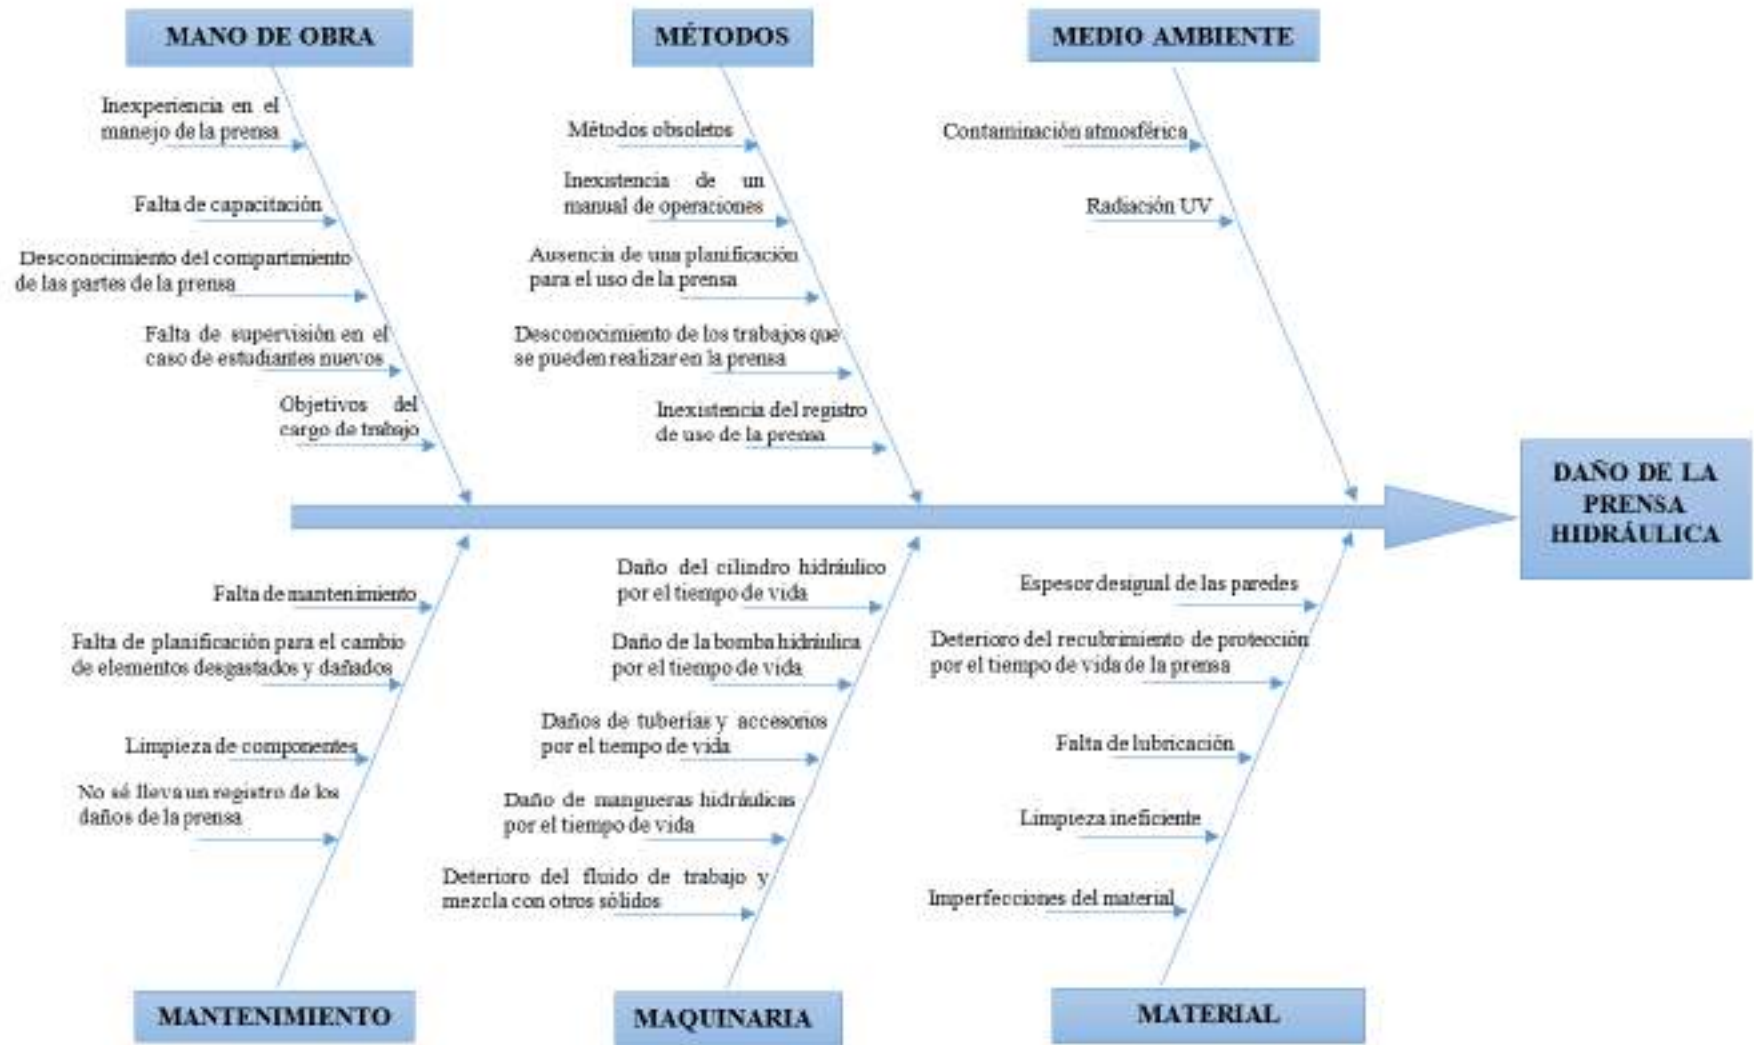 MANO DE OBRA
Inexperiencia en el
manejo de la prensa
Falta de capacitación
Desconocimiento del compartimiento
de las partes de la prensa
Falta de supervisión en el
caso de estudiantes nuevos
Objetivos del
cargo de trabajo
MÉTODOS
Métodos obsoletos
Inexistencia de un
manual de operaciones
Ausencia de una planificación
para el uso de la prensa
Desconocimiento de los trabajos que
se pueden realizar en la prensa
Inexistencia del registro
de uso de la prensa
MEDIO AMBIENTE
Contaminación atmosférica
Radiación UV
DAÑO DE LA
PRENSA
HIDRÁULICA
Falta de mantenimiento
Falta de planificación para el cambio
de elementos desgastados y dañados
Limpieza de componentes
No sé lleva un registro de los
daños de la prensa
MANTENIMIENTO
Daño del cilindro hidráulico
por el tiempo de vida
Daño de la bomba hidráulica
por el tiempo de vida
Daños de tuberías y accesorios
por el tiempo de vida
Daño de mangueras hidráulicas
por el tiempo de vida
Deterioro del fluido de trabajo y
mezcla con otros sólidos
MAQUINARIA
Espesor desigual de las paredes
Deterioro del recubrimiento de protección
por el tiempo de vida de la prensa
Falta de lubricación
Limpieza ineficiente
Imperfecciones del material
MATERIAL